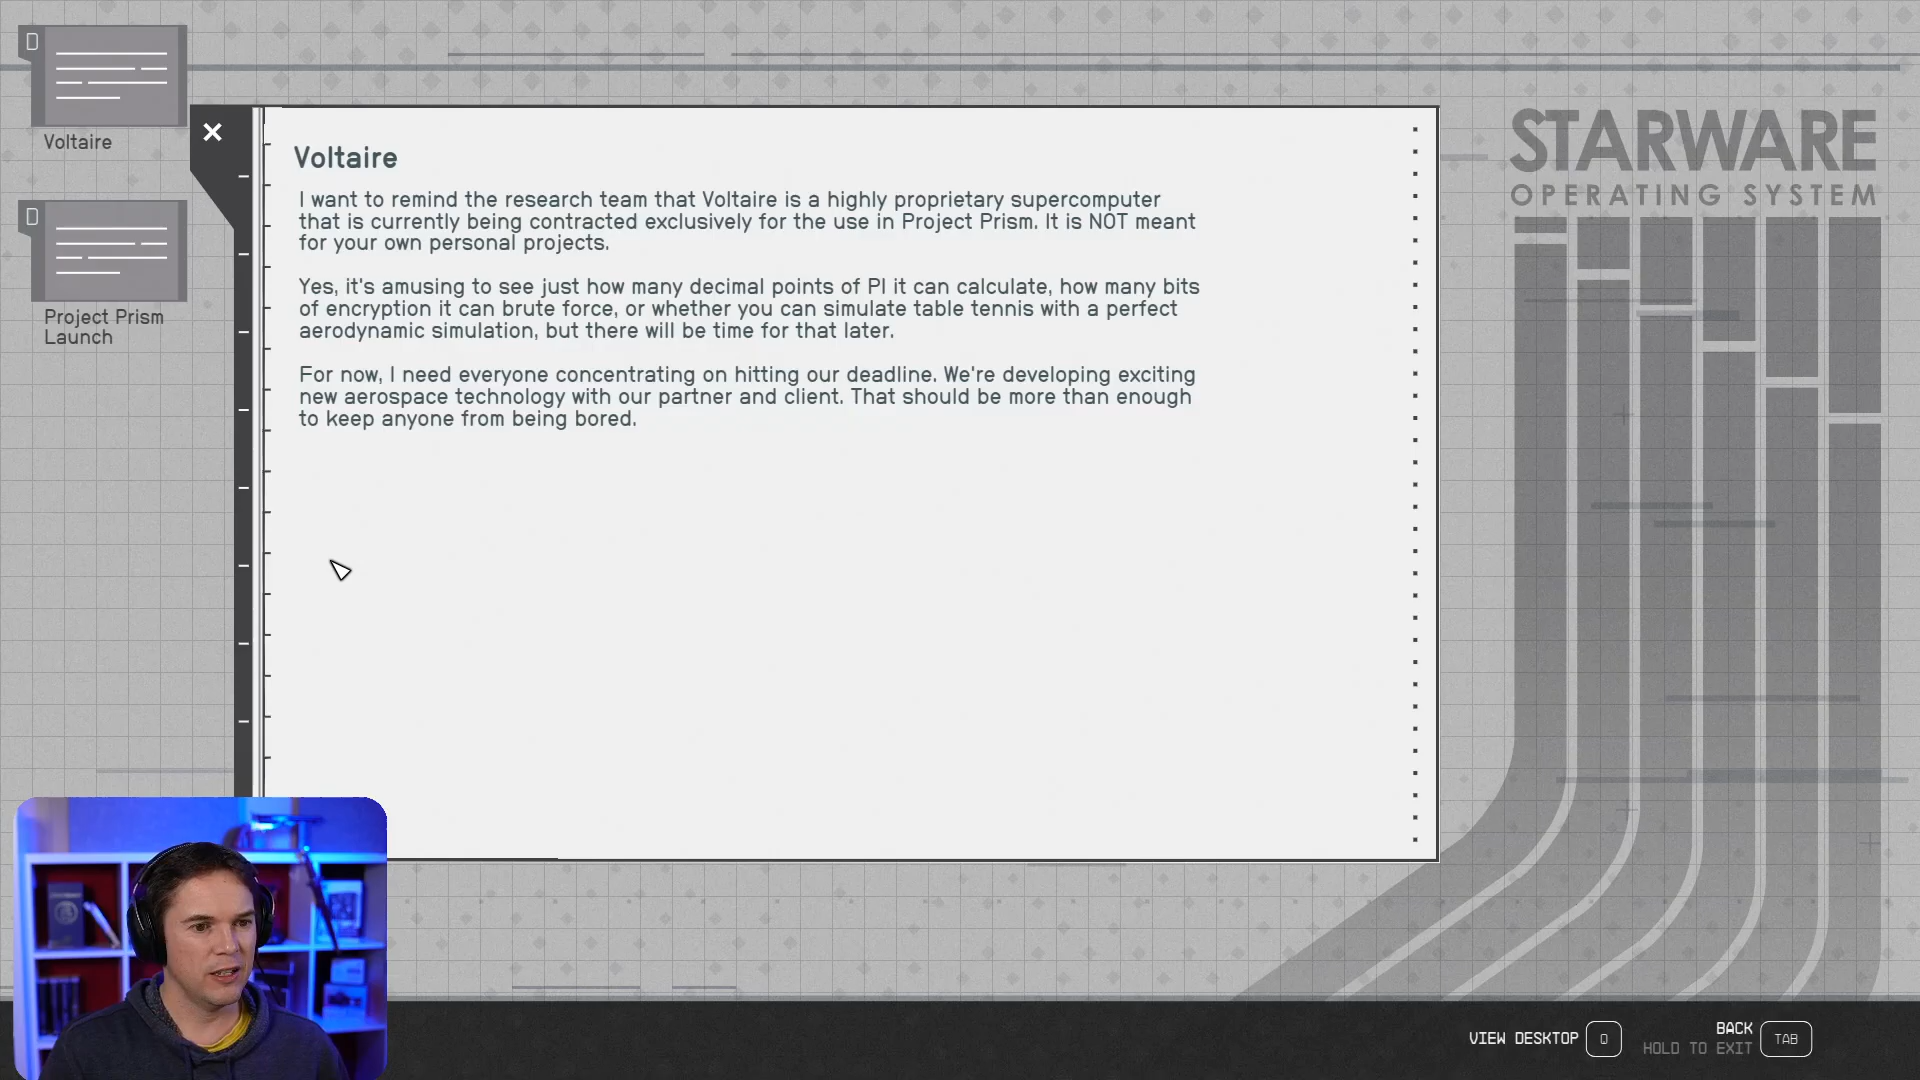 Voltaire
Project Prism
Launch
Voltaire
I want to remind the research team that Voltaire is a highly proprietary supercomputer
that is currently being contracted exclusively for the use in Project Prism. It is NOT meant
for your own personal projects.
Yes, it's amusing to see just how many decimal points of PI it can calculate, how many bits
of encryption it can brute force, or whether you can simulate table tennis with a perfect
aerodynamic simulation, but there will be time for that later.
For now, I need everyone concentrating on hitting our deadline. We're developing exciting
new aerospace technology with our partner and client. That should be more than enough
to keep anyone from being bored.
STARWARE
OPERATING SYSTEM
VIEW DESKTOP Q
BACK TAB
HOLD TO EXIT